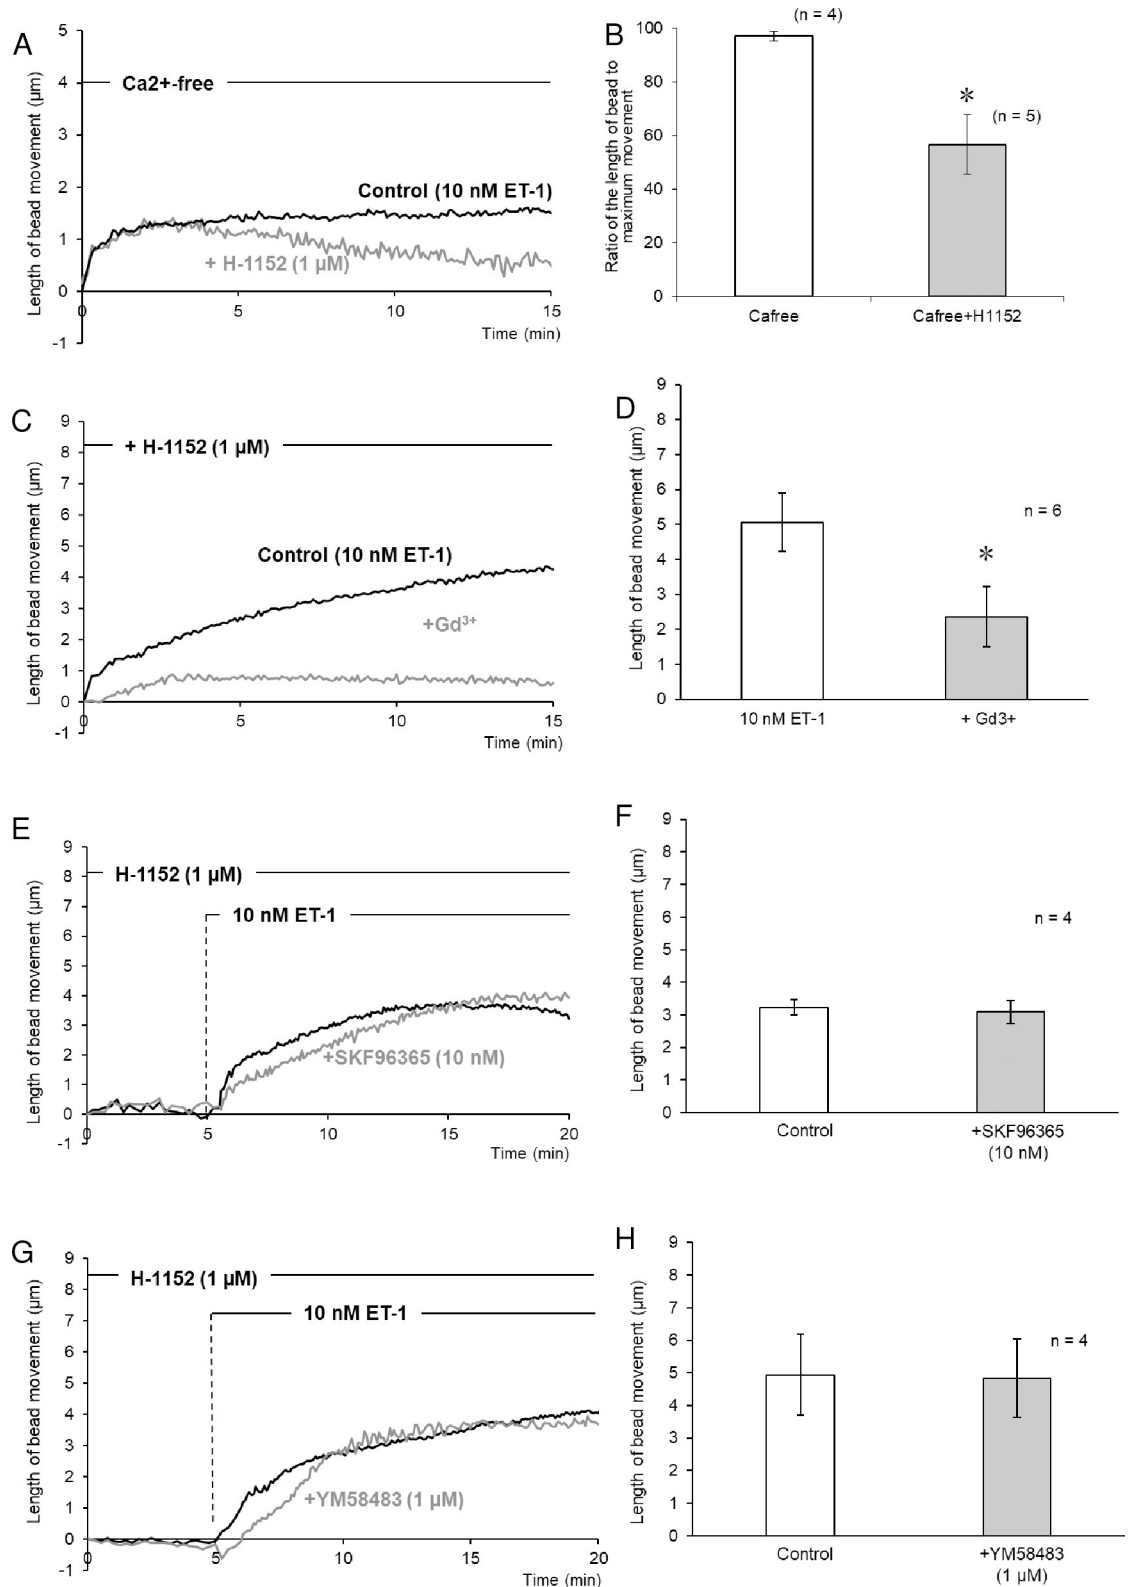 A
Length of bead movement (µm)
5
4
3
2
1
0
-1
Ca2+-free
Control (10 nM ET-1)
+ H-1152 (1 µM)
0
5
10
15
Time (min)
B
Ratio of the length of bead to
maximum movement
100
80
60
40
20
0
(n = 4)
*
(n = 5)
Cafree
Cafree+H1152
C
Length of bead movement (µm)
9
8
7
6
5
4
3
2
1
0
-1
+ H-1152 (1 µM)
Control (10 nM ET-1)
+Gd³⁺
0
5
10
15
Time (min)
D
Length of bead movement (µm)
9
8
7
6
5
4
3
2
1
0
n = 6
*
10 nM ET-1
+ Gd3+
E
Length of bead movement (µm)
9
8
7
6
5
4
3
2
1
0
-1
H-1152 (1 µM)
10 nM ET-1
+SKF96365 (10 nM)
0
5
10
15
20
Time (min)
F
Length of bead movement (µm)
9
8
7
6
5
4
3
2
1
0
n = 4
Control
+SKF96365
(10 nM)
G
Length of bead movement (µm)
9
8
7
6
5
4
3
2
1
0
-1
H-1152 (1 µM)
10 nM ET-1
+YM58483 (1 µM)
0
5
10
15
20
Time (min)
H
Length of bead movement (µm)
9
8
7
6
5
4
3
2
1
0
n = 4
Control
+YM58483
(1 µM)